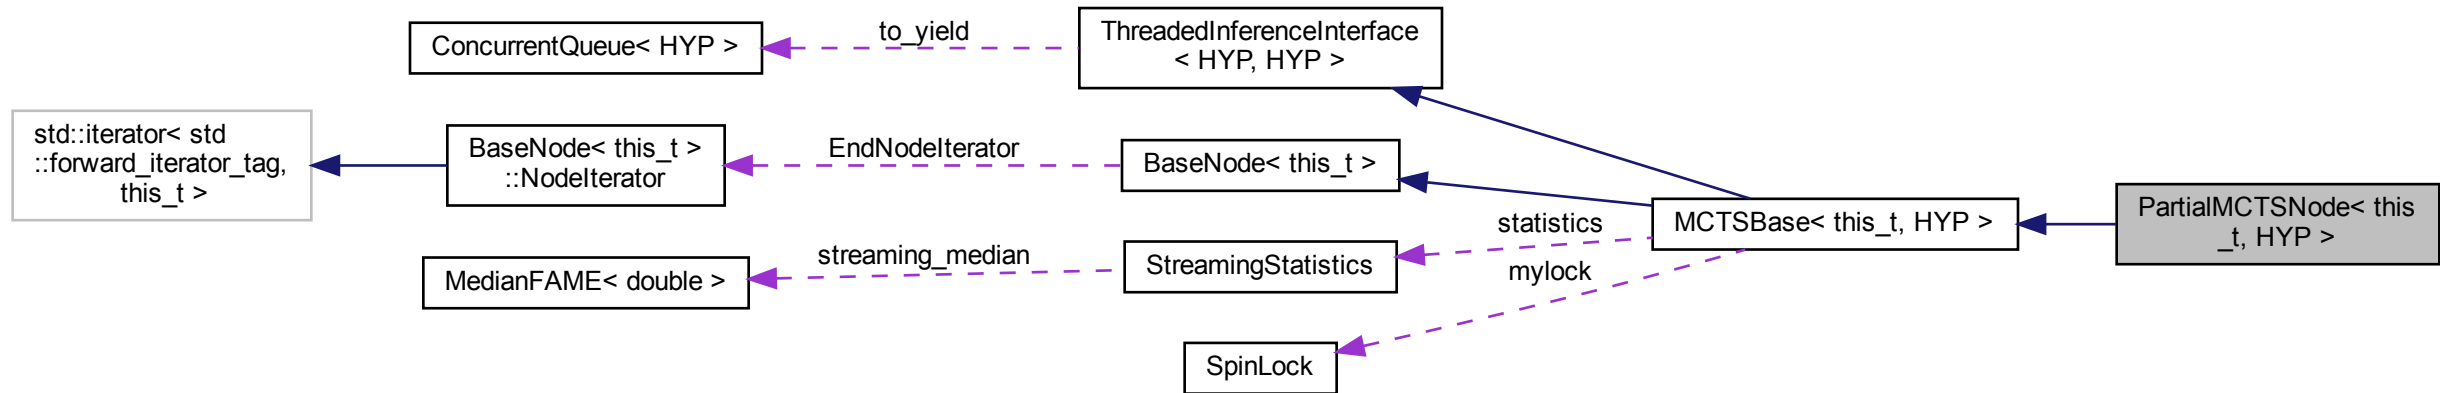 to_yield
ConcurrentQueue< HYP >
ThreadedInferenceInterface
< HYP, HYP >
std::iterator< std
::forward_iterator_tag,
this_t >
BaseNode< this_t >
::NodeIterator
EndNodeIterator
BaseNode< this_t >
MCTSBase< this_t, HYP >
PartialMCTSNode< this
_t, HYP >
statistics
streaming_median
MedianFAME< double >
StreamingStatistics
mylock
SpinLock